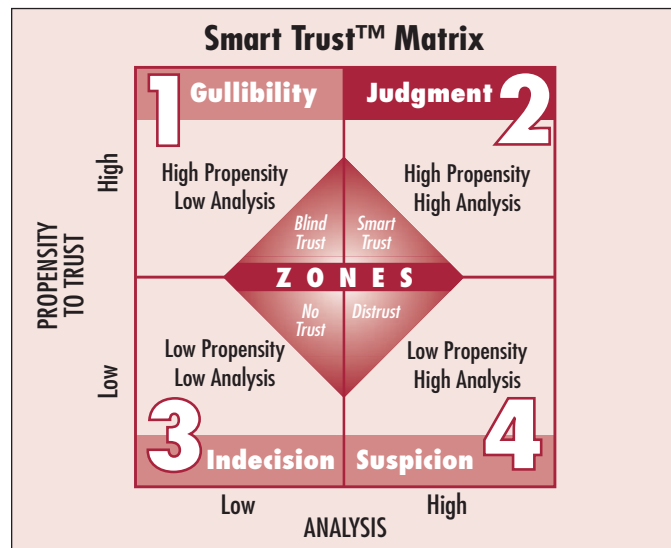 Smart Trust™ Matrix
1 Gullibility
Judgment 2
High Propensity
Low Analysis
High Propensity
High Analysis
Blind
Trust
Smart
Trust
ZONES
No
Trust
Distrust
Low Propensity
Low Analysis
Low Propensity
High Analysis
3 Indecision
Suspicion 4
PROPENSITY
TO TRUST
High
Low
Low
High
ANALYSIS